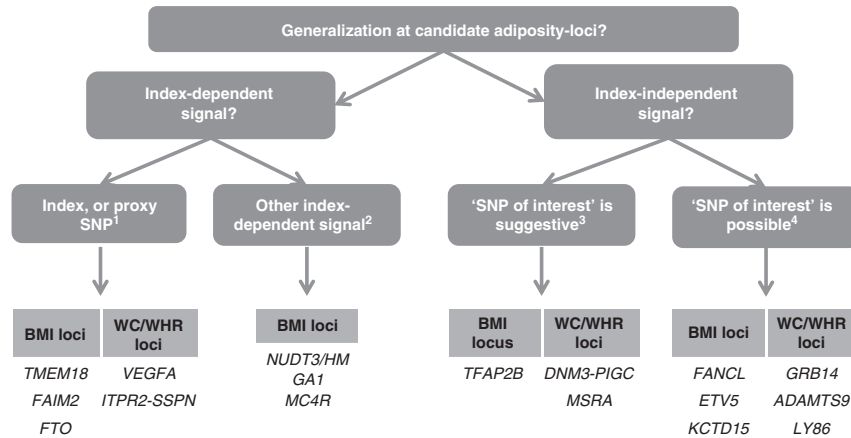 Generalization at candidate adiposity-loci?
Index-dependent
signal?
Index-independent
signal?
Index, or proxy
SNP1
Other index-
dependent signal2
‘SNP of interest’ is
suggestive3
‘SNP of interest’ is
possible4
BMI loci
WC/WHR
loci
TMEM18
VEGFA
FAIM2
ITPR2-SSPN
FTO
BMI loci
NUDT3/HM
GA1
MC4R
BMI
locus
WC/WHR
loci
TFAP2B
DNM3-PIGC
MSRA
BMI loci
WC/WHR
loci
FANCL
GRB14
ETV5
ADAMTS9
KCTD15
LY86